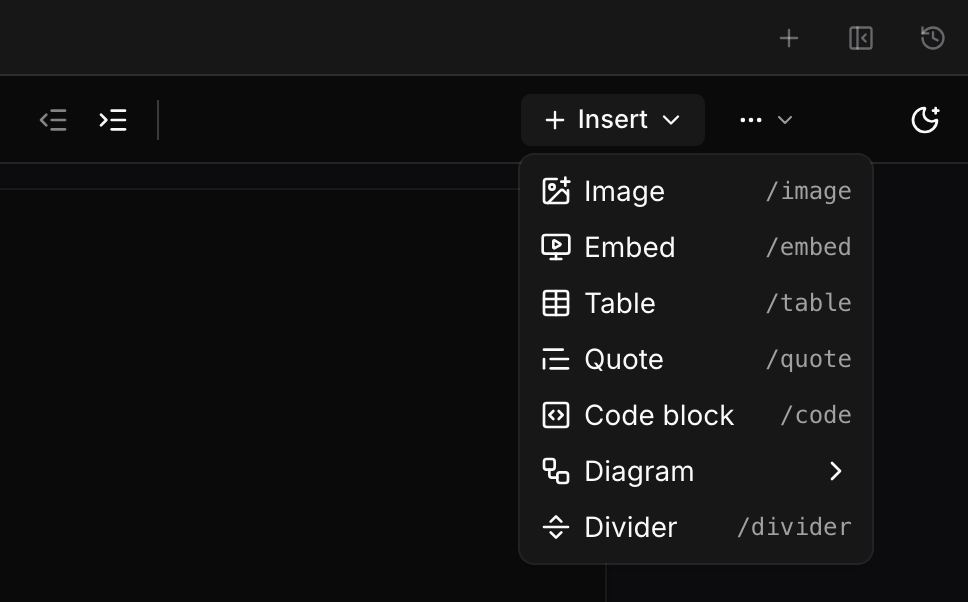 Insert
Image /image
Embed /embed
Table /table
Quote /quote
Code block /code
Diagram
Divider /divider